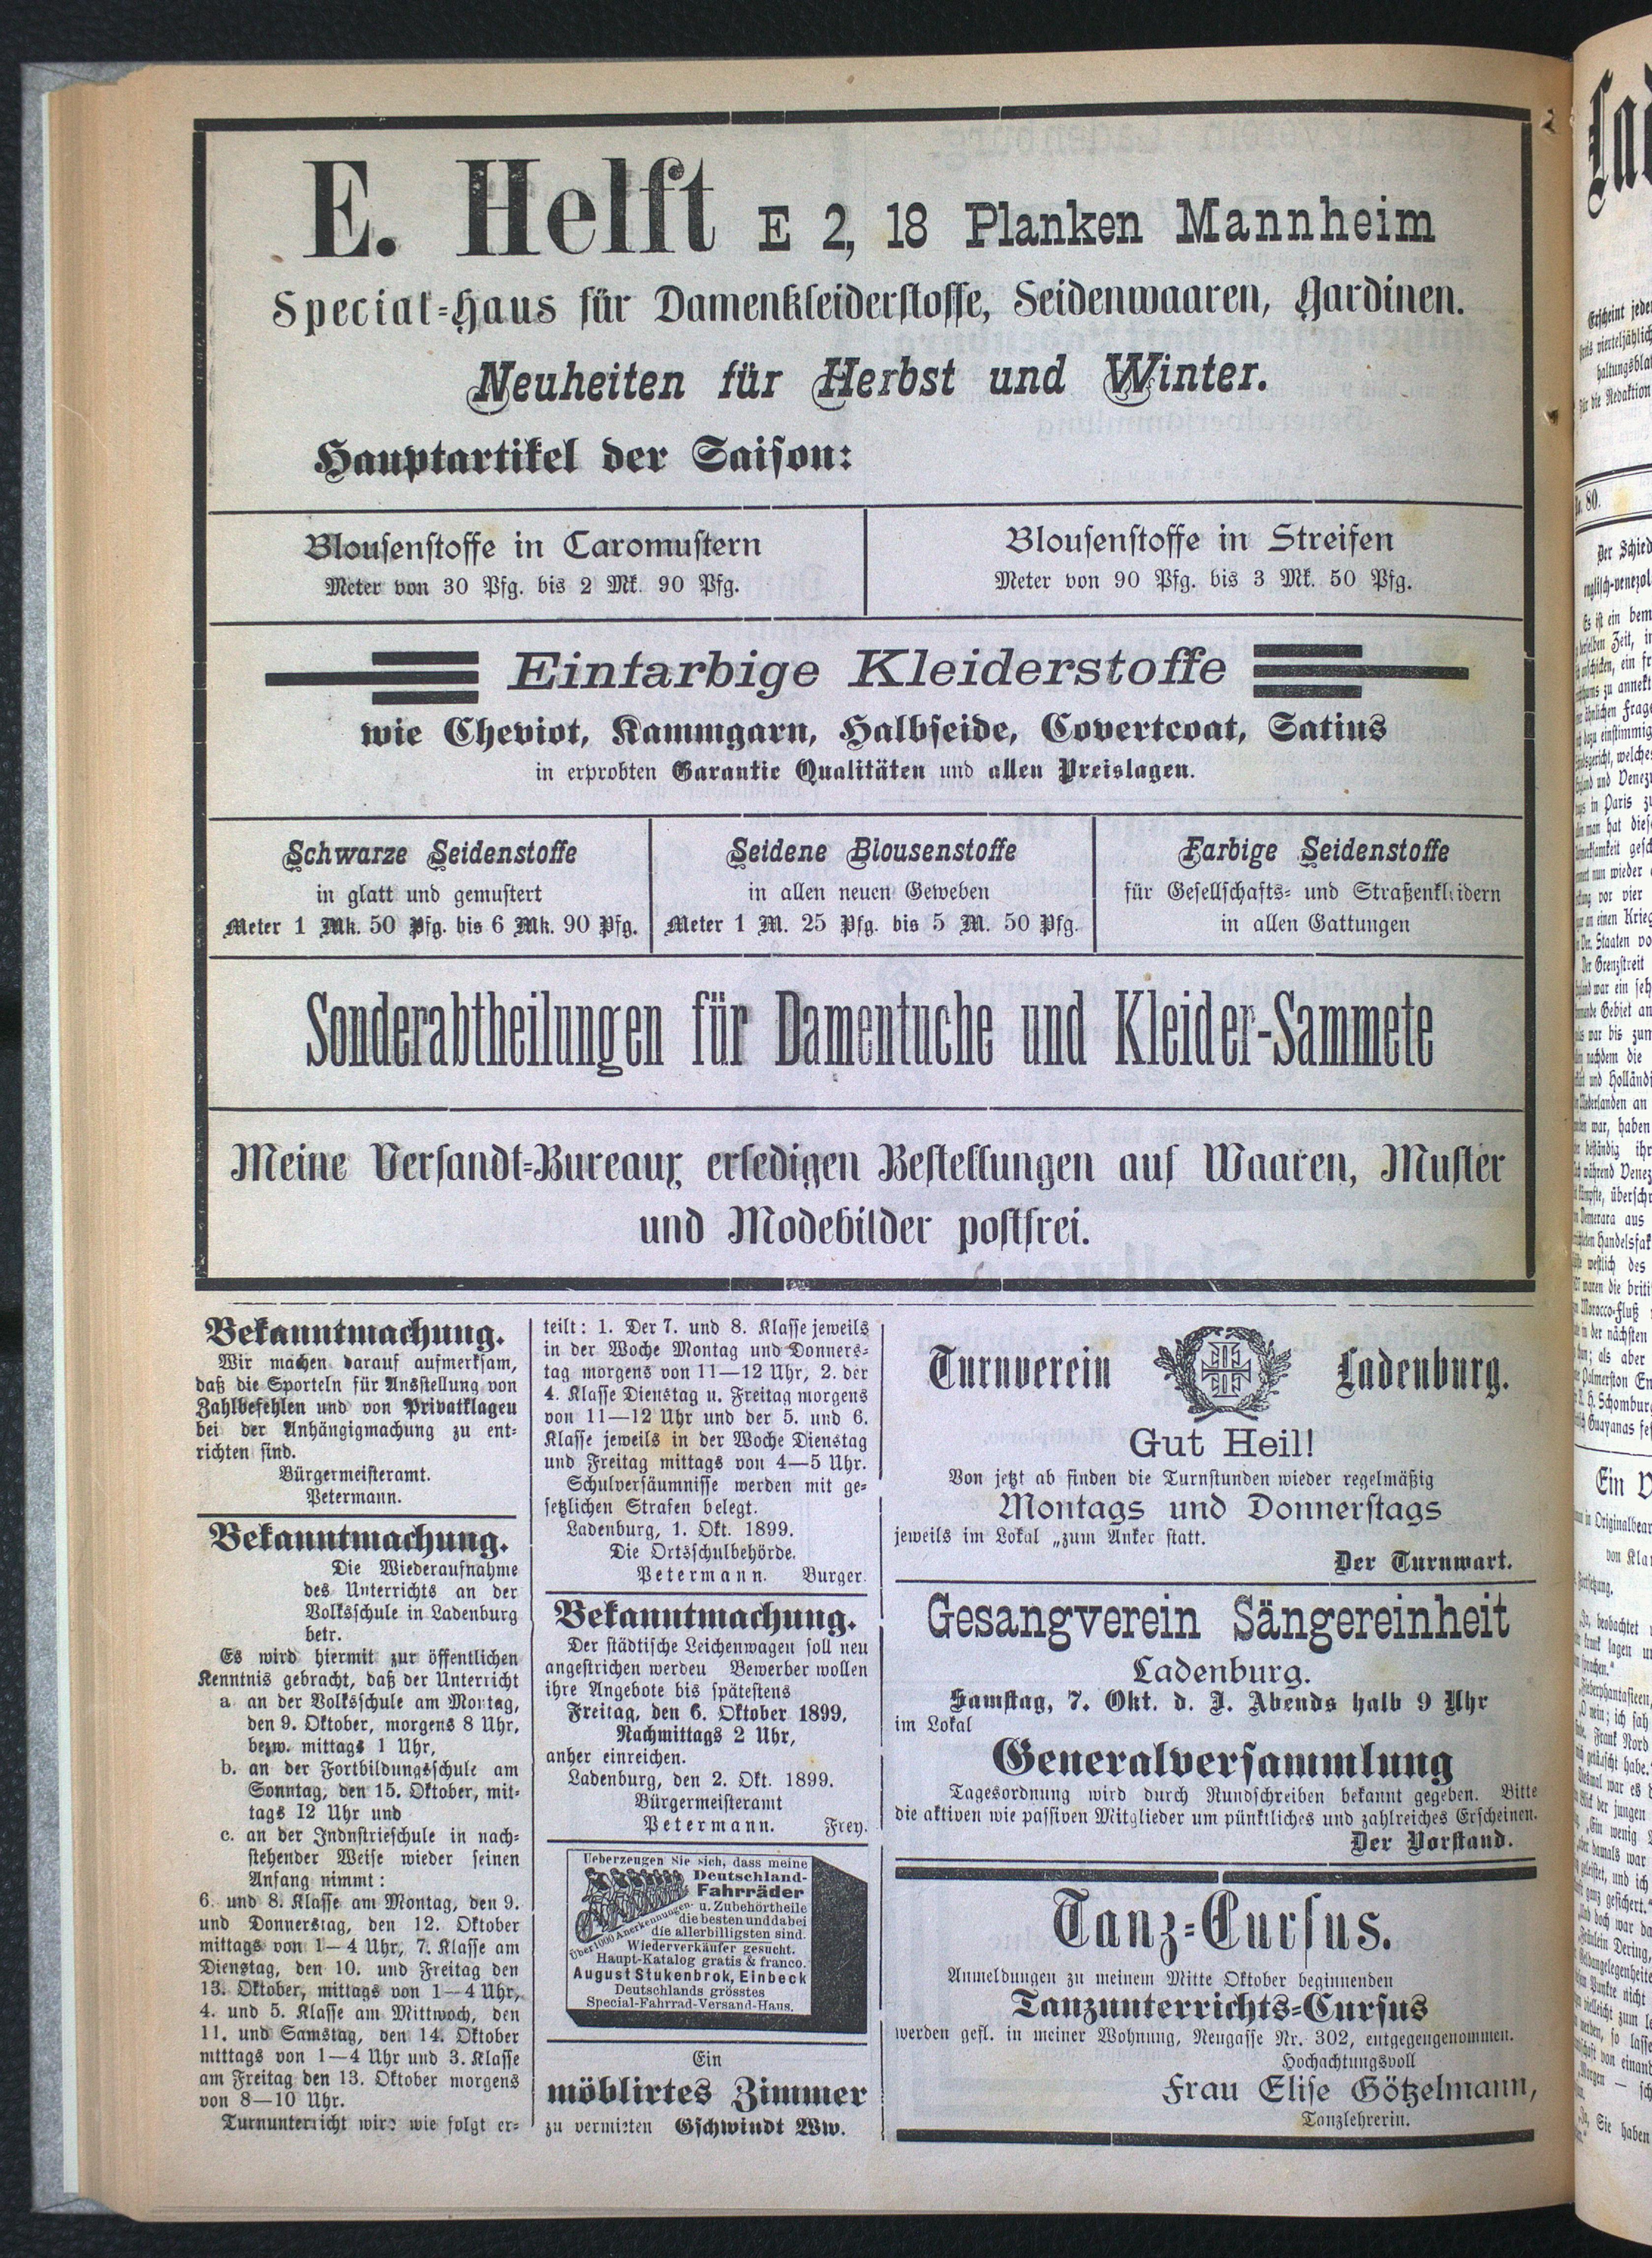 E. Helft E 2, 18 Planken Mannheim
Special-Haus für Damenkleiderstoffe, Seidenwaaren, Gardinen.
Neuheiten für Herbst und Winter.
Hauptartikel der Saison:
Blousenstoffe in Caromustern
Meter von 30 Pfg. bis 2 Mk. 90 Pfg.
Blousenstoffe in Streifen
Meter von 90 Pfg. bis 3 Mk. 50 Pfg.
Einfarbige Kleiderstoffe
wie Cheviot, Kammgarn, Halbseide, Covertcoat, Satius
in erprobten Garantie Qualitäten und allen Preislagen.
Schwarze Seidenstoffe
in glatt und gemustert
Meter 1 Mk. 50 Pfg. bis 6 Mk. 90 Pfg.
Seidene Blousenstoffe
in allen neuen Geweben
Meter 1 M. 25 Pfg. bis 5 M. 50 Pfg.
Farbige Seidenstoffe
für Gesellschafts- und Straßenkleidern
in allen Gattungen
Sonderabtheilungen für Damentuche und Kleider-Sammete
Meine Versandt-Bureaux, erledigen Bestellungen auf Waaren, Muster
und Modebilder postfrei.
Bekanntmachung.
Wir machen darauf aufmerksam,
daß die Sporteln für Ansstellung von
Zahlbefehlen und von Privatklagen
bei der Anhängigmachung zu ent-
richten sind.
Bürgermeisteramt.
Petermann.
Bekanntmachung.
Die Wiederaufnahme
des Unterrichts an der
Volksschule in Ladenburg
betr.
Es wird hiermit zur öffentlichen
Kenntnis gebracht, daß der Unterricht
a. an der Volksschule am Montag,
den 9. Oktober, morgens 8 Uhr,
bezw. mittags 1 Uhr,
b. an der Fortbildungsschule am
Sonntag, den 15. Oktober, mit-
tags 12 Uhr und
c. an der Indnstrieschule in nach-
stehender Weise wieder seinen
Anfang nimmt:
6. und 8. Klasse am Montag, den 9.
und Donnerstag, den 12. Oktober
mittags von 1—4 Uhr, 7. Klasse am
Dienstag, den 10. und Freitag den
13. Oktober, mittags von 1—4 Uhr,
4. und 5. Klasse am Mittwoch, den
11. und Samstag, den 14. Oktober
mittags von 1—4 Uhr und 3. Klasse
am Freitag den 13. Oktober morgens
von 8—10 Uhr.
Turnunterricht wird wie folgt er-
teilt: 1. Der 7. und 8. Klasse jeweils
in der Woche Montag und Donners-
tag morgens von 11—12 Uhr, 2. der
4. Klasse Dienstag u. Freitag morgens
von 11—12 Uhr und der 5. und 6.
Klasse jeweils in der Woche Dienstag
und Freitag mittags von 4—5 Uhr.
Schulversäumnisse werden mit ge-
setzlichen Strafen belegt.
Ladenburg, 1. Okt. 1899.
Die Ortsschulbehörde.
Petermann. Burger.
Bekanntmachung.
Der städtische Leichenwagen soll neu
angestrichen werdeu Bewerber wollen
ihre Angebote bis spätestens
Freitag, den 6. Oktober 1899,
Nachmittags 2 Uhr,
anher einreichen.
Ladenburg, den 2. Okt. 1899.
Bürgermeisteramt
Petermann. Frey.
Ueberzeugen Sie sich, dass meine
Deutschland-
Fahrräder
u. Zubehörtheile
die besten und dabei
die allerbilligsten sind.
Über 1000 Anerkennungen.
Wiederverkäufer gesucht.
Haupt-Katalog gratis & franco.
August Stukenbrok, Einbeck
Deutschlands grösstes
Special-Fahrrad-Versand-Haus.
Ein
möblirtes Zimmer
zu vermieten Gschwindt Ww.
Turnverein Ladenburg.
Gut Heil!
Von jetzt ab finden die Turnstunden wieder regelmäßig
Montags und Donnerstags
jeweils im Lokal „zum Anker statt.
Der Turnwart.
Gesangverein Sängereinheit
Ladenburg.
Samstag, 7. Okt. d. J. Abends halb 9 Uhr
im Lokal
Generalversammlung
Tagesordnung wird durch Rundschreiben bekannt gegeben. Bitte
die aktiven wie passiven Mitglieder um pünktliches und zahlreiches Erscheinen.
Der Vorstand.
Tanz-Cursus.
Anmeldungen zu meinem Mitte Oktober beginnenden
Tanzunterrichts-Cursus
werden gefl. in meiner Wohnung, Neugasse Nr. 302, entgegengenommen.
Hochachtungsvoll
Frau Elise Götzelmann,
Tanzlehrerin.